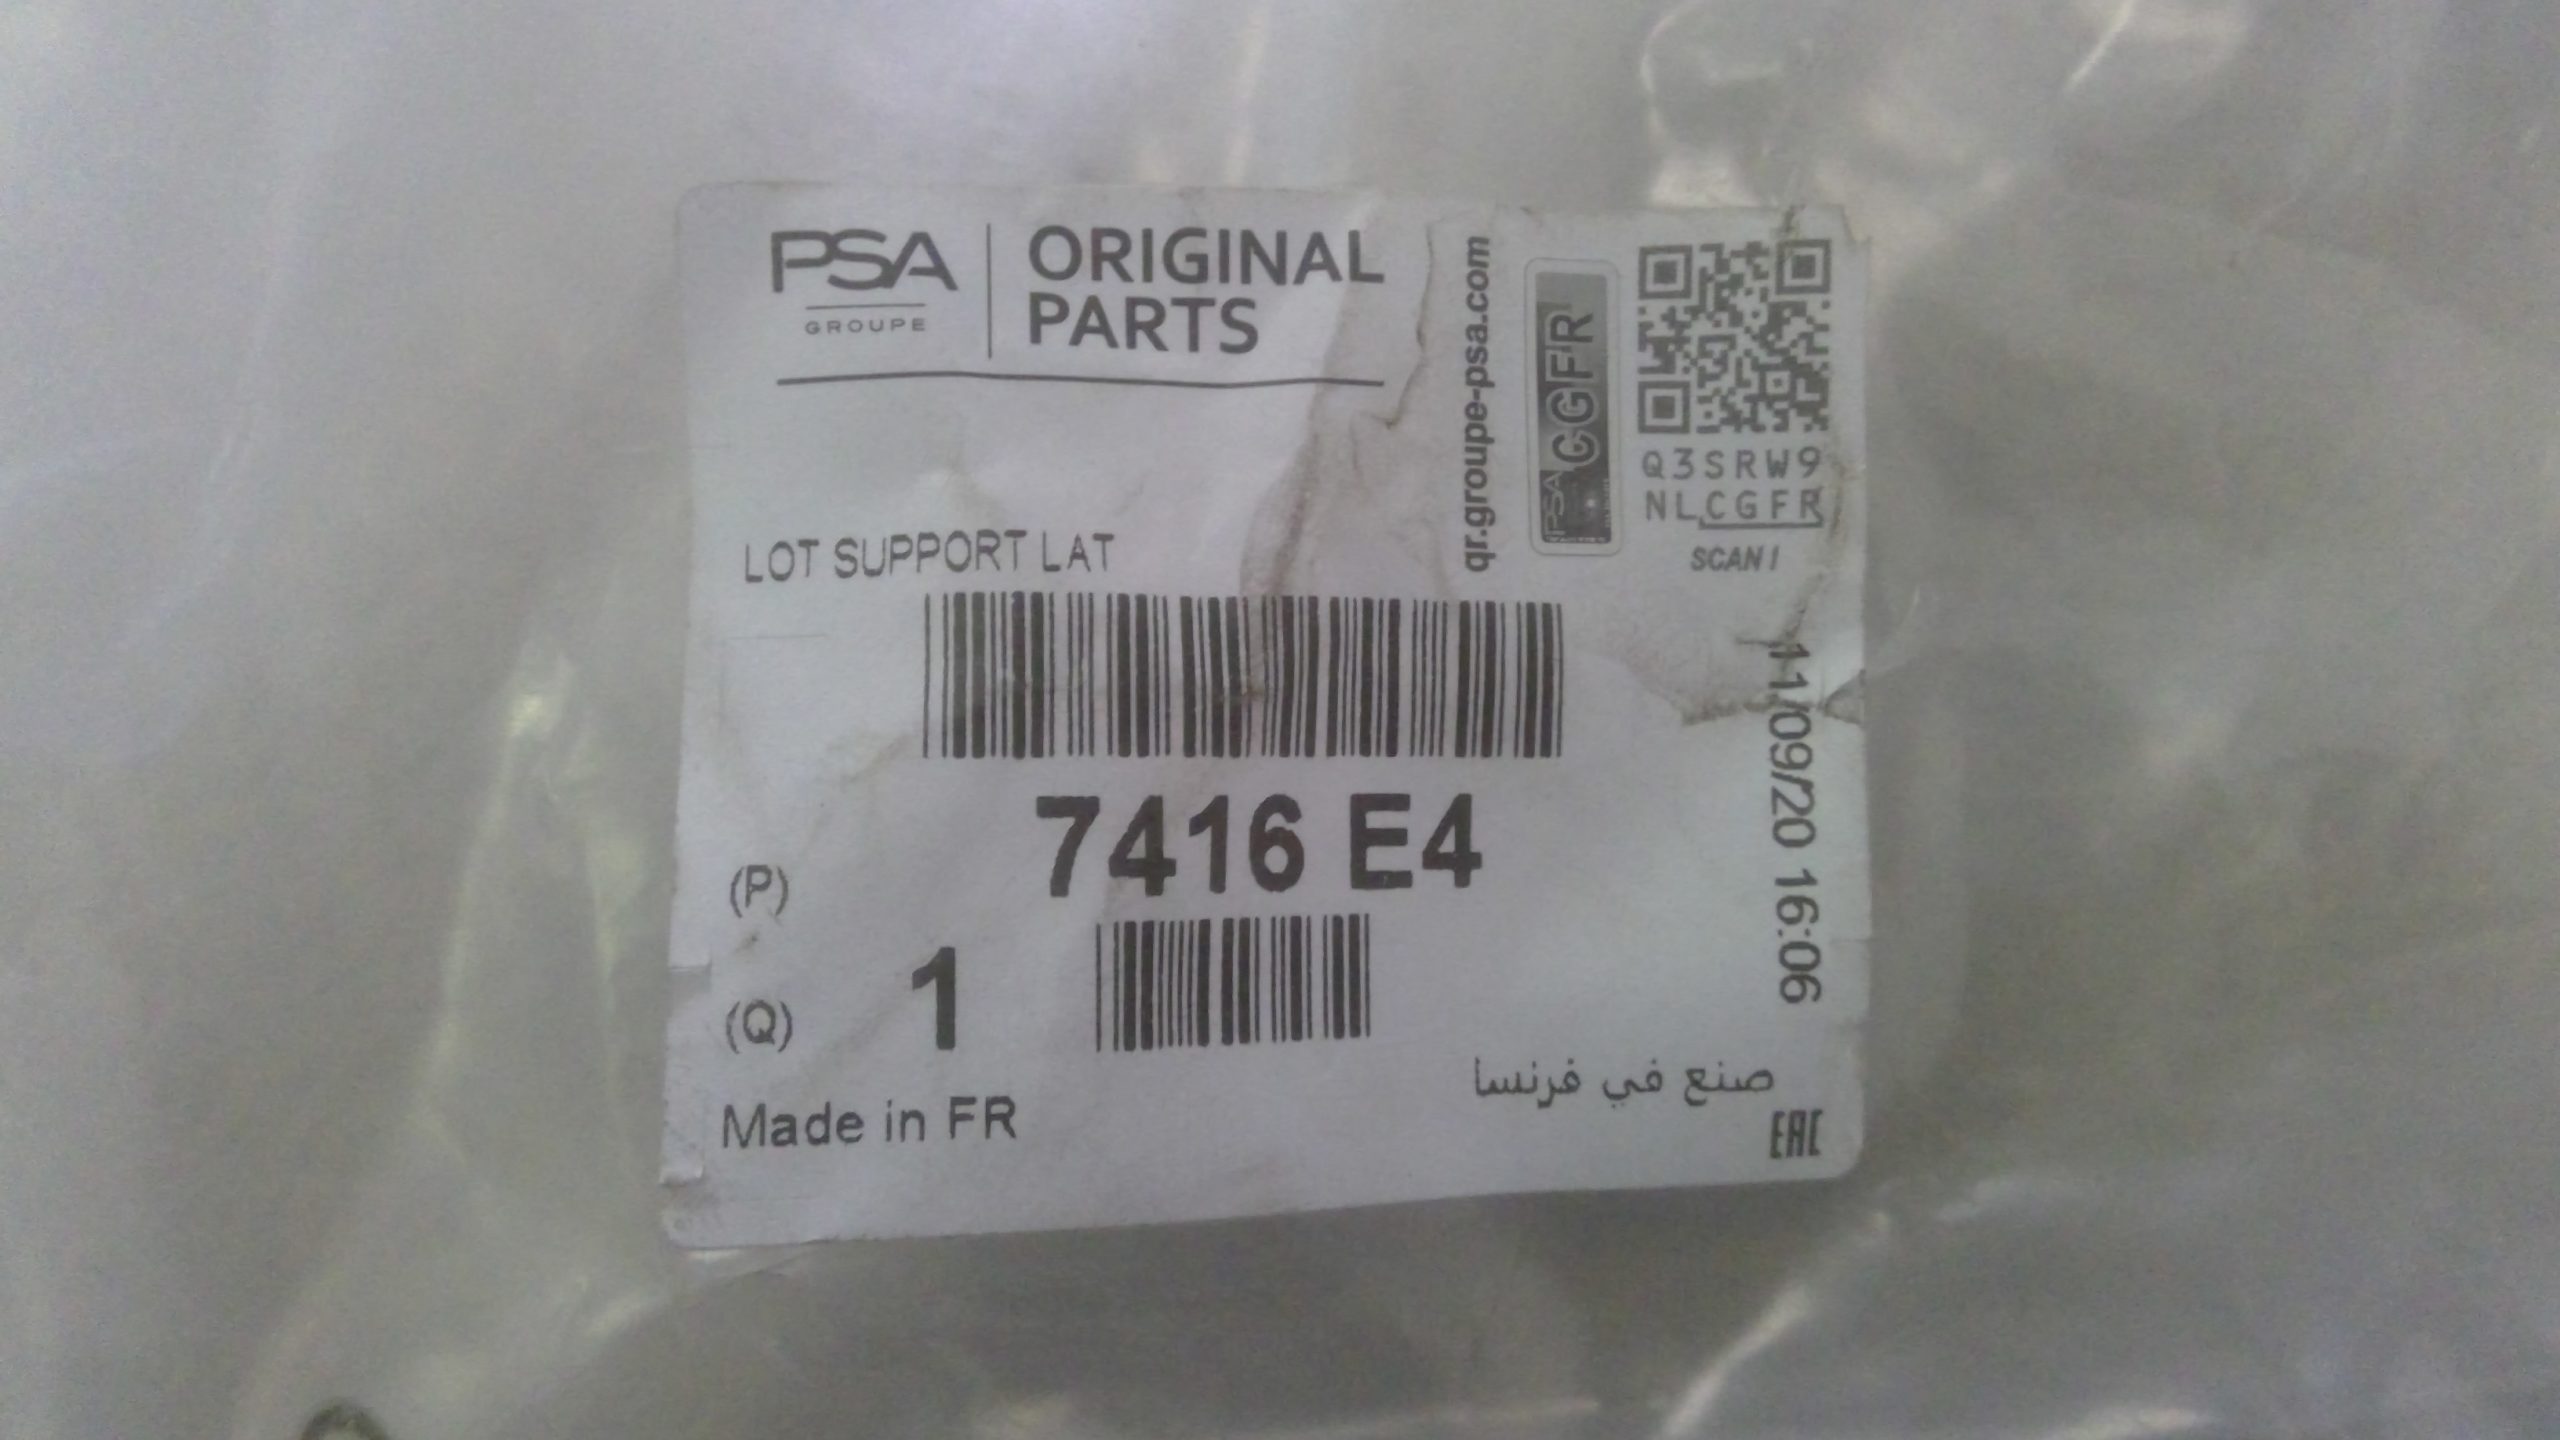 PSA
GROUPE
ORIGINAL
PARTS
qr.groupe-psa.com
PSA CGFR
Q3SRW9
NLCGFR
SCAN!
LOT SUPPORT LAT
11/09/20 16:06
(P)
7416 E4
(Q) 1
صنع في فرنسا
Made in FR
EAC